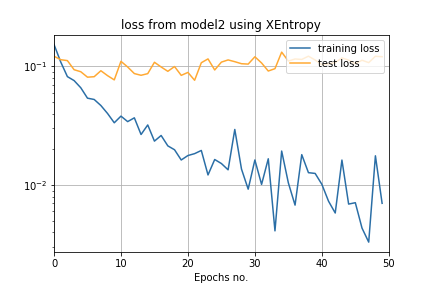 loss from model2 using XEntropy
training loss
test loss
10⁻¹
10⁻²
0 10 20 30 40 50
Epochs no.